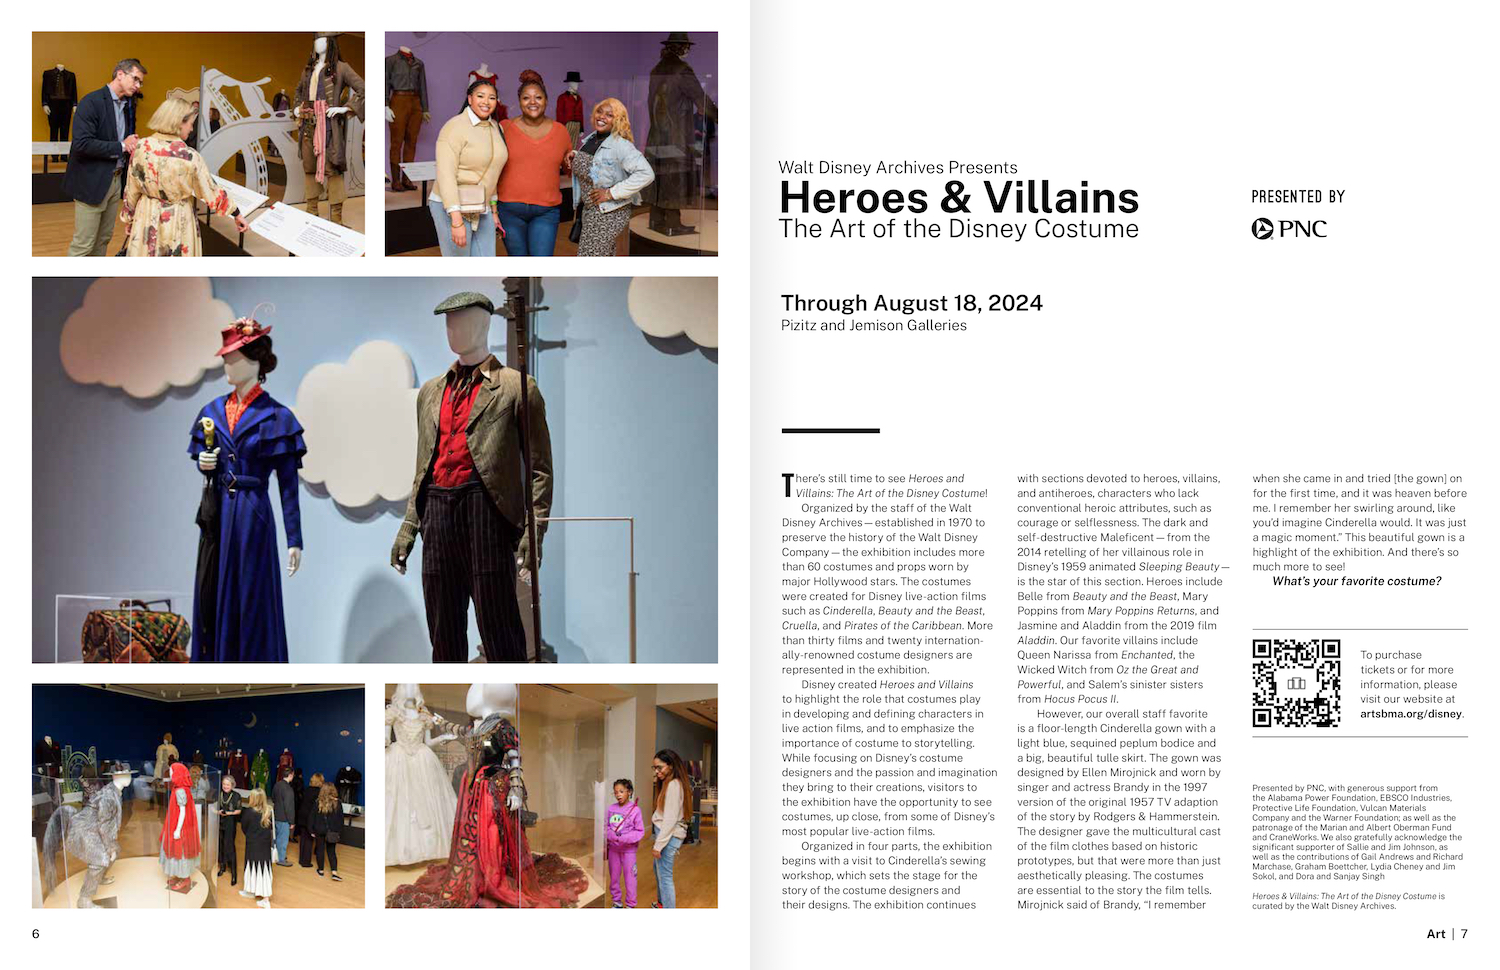 Walt Disney Archives Presents
Heroes & Villains
The Art of the Disney Costume
PRESENTED BY
PNC
Through August 18, 2024
Pizitz and Jemison Galleries
There's still time to see Heroes and
Villains: The Art of the Disney Costume!
Organized by the staff of the Walt
Disney Archives—established in 1970 to
preserve the history of the Walt Disney
Company—the exhibition includes more
than 60 costumes and props worn by
major Hollywood stars. The costumes
were created for Disney live-action films
such as Cinderella, Beauty and the Beast,
Cruella, and Pirates of the Caribbean. More
than thirty films and twenty internation-
ally-renowned costume designers are
represented in the exhibition.
Disney created Heroes and Villains
to highlight the role that costumes play
in developing and defining characters in
live action films, and to emphasize the
importance of costume to storytelling.
While focusing on Disney's costume
designers and the passion and imagination
they bring to their creations, visitors to
the exhibition have the opportunity to see
costumes, up close, from some of Disney's
most popular live-action films.
Organized in four parts, the exhibition
begins with a visit to Cinderella's sewing
workshop, which sets the stage for the
story of the costume designers and
their designs. The exhibition continues
with sections devoted to heroes, villains,
and antiheroes, characters who lack
conventional heroic attributes, such as
courage or selflessness. The dark and
self-destructive Maleficent—from the
2014 retelling of her villainous role in
Disney's 1959 animated Sleeping Beauty—
is the star of this section. Heroes include
Belle from Beauty and the Beast, Mary
Poppins from Mary Poppins Returns, and
Jasmine and Aladdin from the 2019 film
Aladdin. Our favorite villains include
Queen Narissa from Enchanted, the
Wicked Witch from Oz the Great and
Powerful, and Salem's sinister sisters
from Hocus Pocus II.
However, our overall staff favorite
is a floor-length Cinderella gown with a
light blue, sequined peplum bodice and
a big, beautiful tulle skirt. The gown was
designed by Ellen Mirojnick and worn by
singer and actress Brandy in the 1997
version of the original 1957 TV adaption
of the story by Rodgers & Hammerstein.
The designer gave the multicultural cast
of the film clothes based on historic
prototypes, but that were more than just
aesthetically pleasing. The costumes
are essential to the story the film tells.
Mirojnick said of Brandy, "I remember
when she came in and tried [the gown] on
for the first time, and it was heaven before
me. I remember her swirling around, like
you'd imagine Cinderella would. It was just
a magic moment." This beautiful gown is a
highlight of the exhibition. And there's so
much more to see!
What's your favorite costume?
To purchase
tickets or for more
information, please
visit our website at
artsbma.org/disney.
Presented by PNC, with generous support from
the Alabama Power Foundation, EBSCO Industries,
Protective Life Foundation, Vulcan Materials
Company and the Warner Foundation; as well as the
patronage of the Marian and Albert Oberman Fund
and CraneWorks. We also gratefully acknowledge the
significant supporter of Sallie and Jim Johnson, as
well as the contributions of Gail Andrews and Richard
Marchase, Graham Boettcher, Lydia Cheney and Jim
Sokol, and Dora and Sanjay Singh
Heroes & Villains: The Art of the Disney Costume is
curated by the Walt Disney Archives.
6
Art | 7